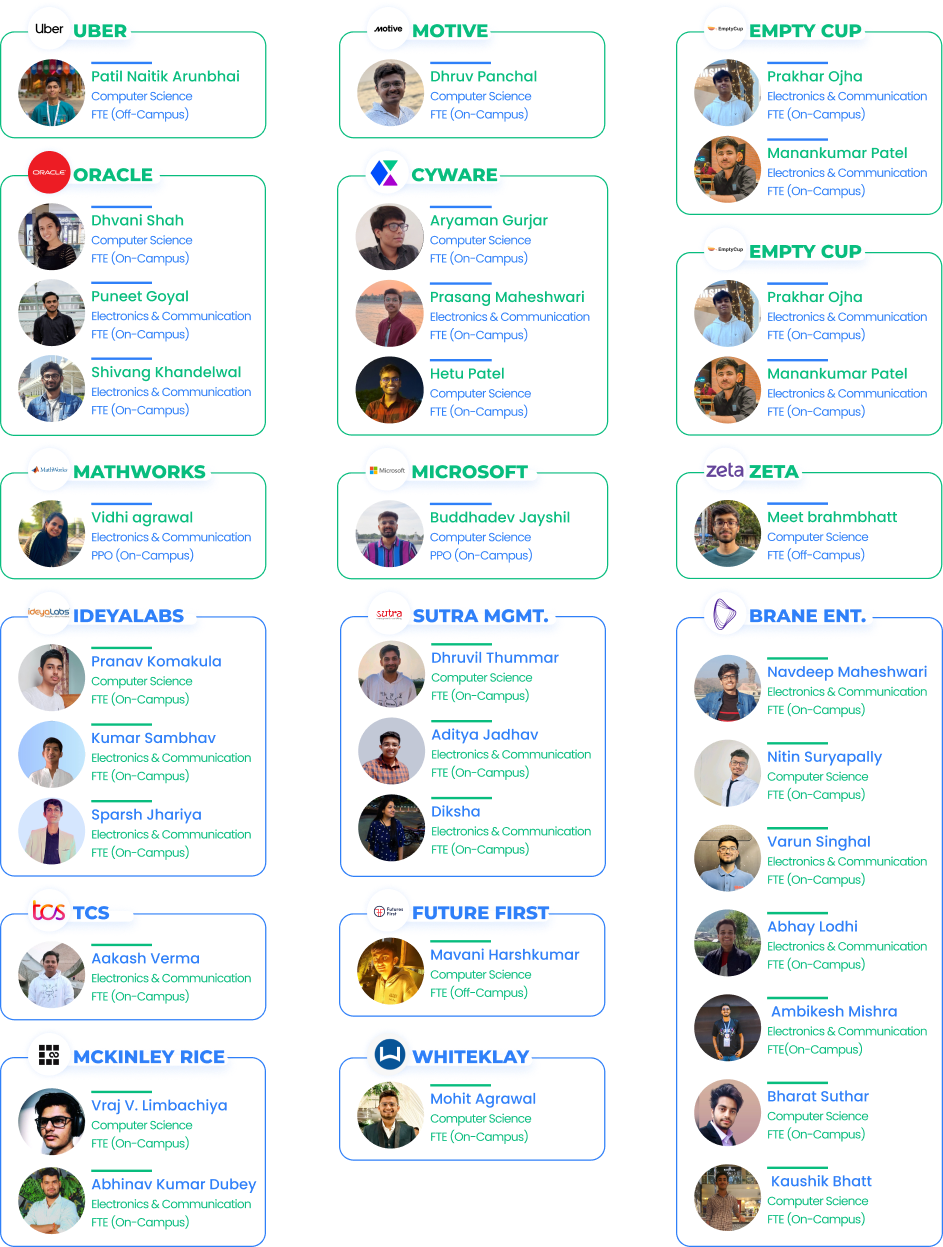 Uber UBER
Patil Naitik Arunbhai
Computer Science
FTE (Off-Campus)
ORACLE ORACLE
Dhvani Shah
Computer Science
FTE (On-Campus)
Puneet Goyal
Electronics & Communication
FTE (On-Campus)
Shivang Khandelwal
Electronics & Communication
FTE (On-Campus)
MathWorks MATHWORKS
Vidhi agrawal
Electronics & Communication
PPO (On-Campus)
ideyaLabs IDEYALABS
Pranav Komakula
Computer Science
FTE (On-Campus)
Kumar Sambhav
Electronics & Communication
FTE (On-Campus)
Sparsh Jhariya
Electronics & Communication
FTE (On-Campus)
tcs TCS
Aakash Verma
Electronics & Communication
FTE (On-Campus)
MCKINLEY RICE
Vraj V. Limbachiya
Computer Science
FTE (On-Campus)
Abhinav Kumar Dubey
Electronics & Communication
FTE (On-Campus)
motive MOTIVE
Dhruv Panchal
Computer Science
FTE (On-Campus)
CYWARE
Aryaman Gurjar
Computer Science
FTE (On-Campus)
Prasang Maheshwari
Electronics & Communication
FTE (On-Campus)
Hetu Patel
Computer Science
FTE (On-Campus)
Microsoft MICROSOFT
Buddhadev Jayshil
Computer Science
PPO (On-Campus)
sutra SUTRA MGMT.
Dhruvil Thummar
Computer Science
FTE (On-Campus)
Aditya Jadhav
Electronics & Communication
FTE (On-Campus)
Diksha
Electronics & Communication
FTE (On-Campus)
Futures First FUTURE FIRST
Mavani Harshkumar
Computer Science
FTE (Off-Campus)
WHITEKLAY
Mohit Agrawal
Computer Science
FTE (On-Campus)
EmptyCup EMPTY CUP
Prakhar Ojha
Electronics & Communication
FTE (On-Campus)
Manankumar Patel
Electronics & Communication
FTE (On-Campus)
EmptyCup EMPTY CUP
Prakhar Ojha
Electronics & Communication
FTE (On-Campus)
Manankumar Patel
Electronics & Communication
FTE (On-Campus)
zeta ZETA
Meet brahmbhatt
Computer Science
FTE (Off-Campus)
BRANE ENT.
Navdeep Maheshwari
Electronics & Communication
FTE (On-Campus)
Nitin Suryapally
Computer Science
FTE (On-Campus)
Varun Singhal
Electronics & Communication
FTE (On-Campus)
Abhay Lodhi
Electronics & Communication
FTE (On-Campus)
Ambikesh Mishra
Electronics & Communication
FTE(On-Campus)
Bharat Suthar
Computer Science
FTE (On-Campus)
Kaushik Bhatt
Computer Science
FTE (On-Campus)